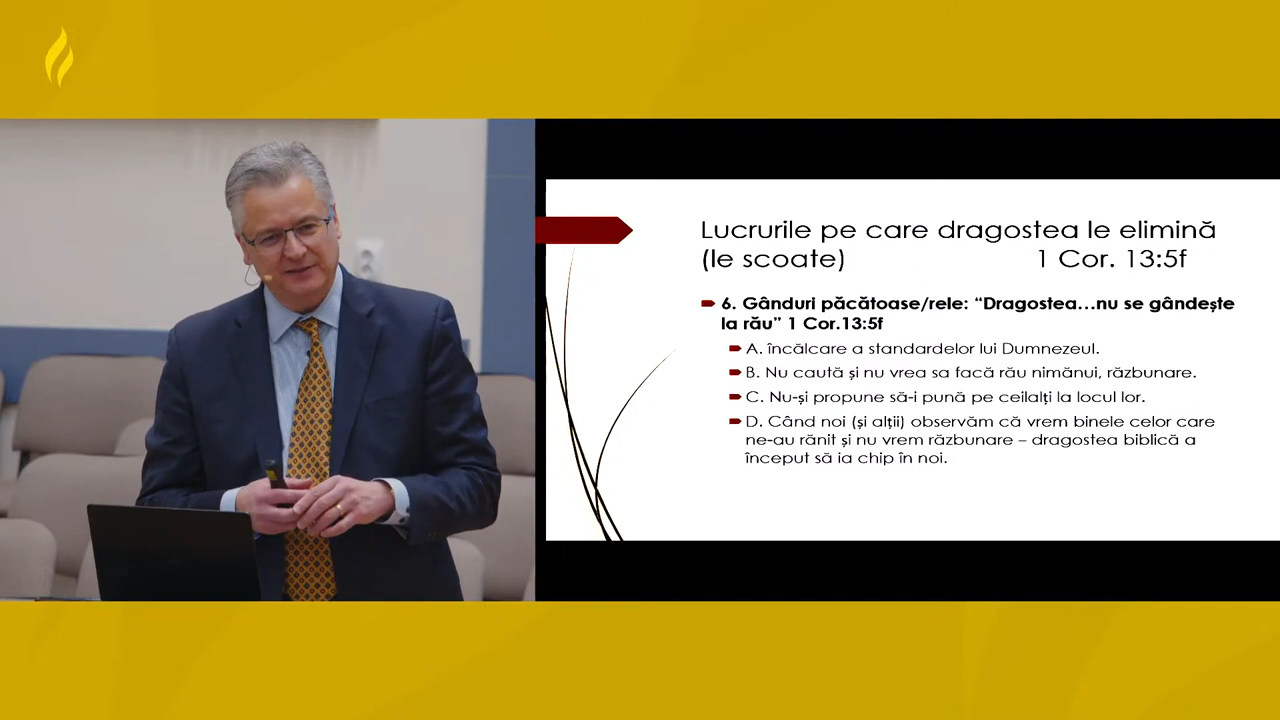 Lucrurile pe care dragostea le elimină
(le scoate) 1 Cor. 13:5f
6. Gânduri păcătoase/rele: “Dragostea…nu se gândește
la rău” 1 Cor.13:5f
A. încălcare a standardelor lui Dumnezeul.
B. Nu caută și nu vrea sa facă rău nimănui, răzbunare.
C. Nu-și propune să-i pună pe ceilalți la locul lor.
D. Când noi (și alții) observăm că vrem binele celor care
ne-au rănit și nu vrem răzbunare – dragostea biblică a
început să ia chip în noi.